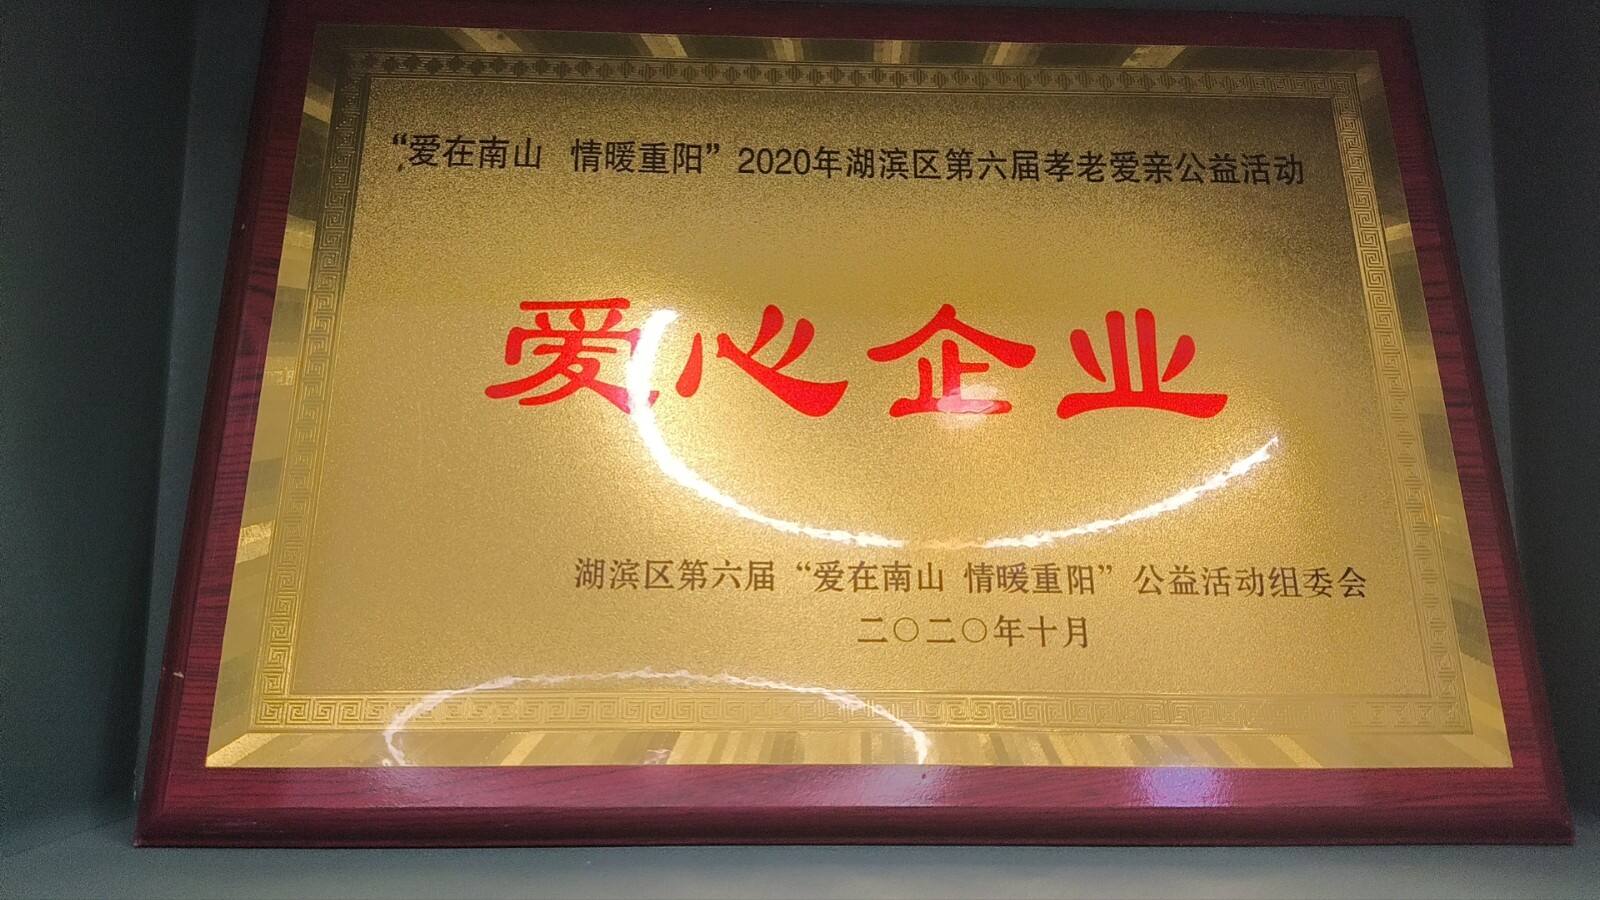 “爱在南山 情暖重阳”2020年湖滨区第六届孝老爱亲公益活动
爱心企业
湖滨区第六届“爱在南山 情暖重阳”公益活动组委会
二〇二〇年十月